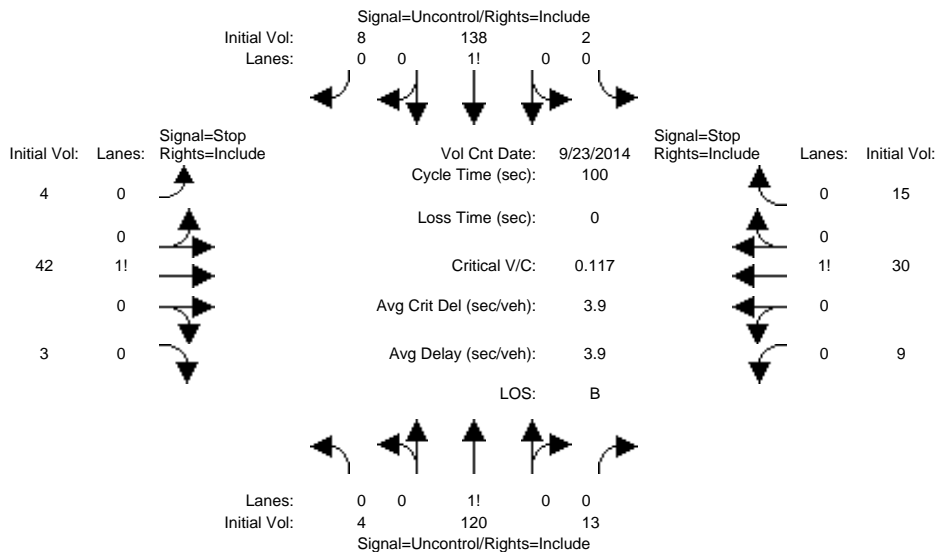 Signal=Uncontrol/Rights=Include
Initial Vol: 8 138 2
Lanes: 0 0 1! 0 0
Signal=Stop Signal=Stop
Initial Vol: Lanes: Rights=Include Vol Cnt Date: 9/23/2014 Rights=Include Lanes: Initial Vol:
Cycle Time (sec): 100
4 0 0 15
Loss Time (sec): 0
0 0
42 1! Critical V/C: 0.117 1! 30
0 Avg Crit Del (sec/veh): 3.9 0
3 0 Avg Delay (sec/veh): 3.9 0 9
LOS: B
Lanes: 0 0 1! 0 0
Initial Vol: 4 120 13
Signal=Uncontrol/Rights=Include